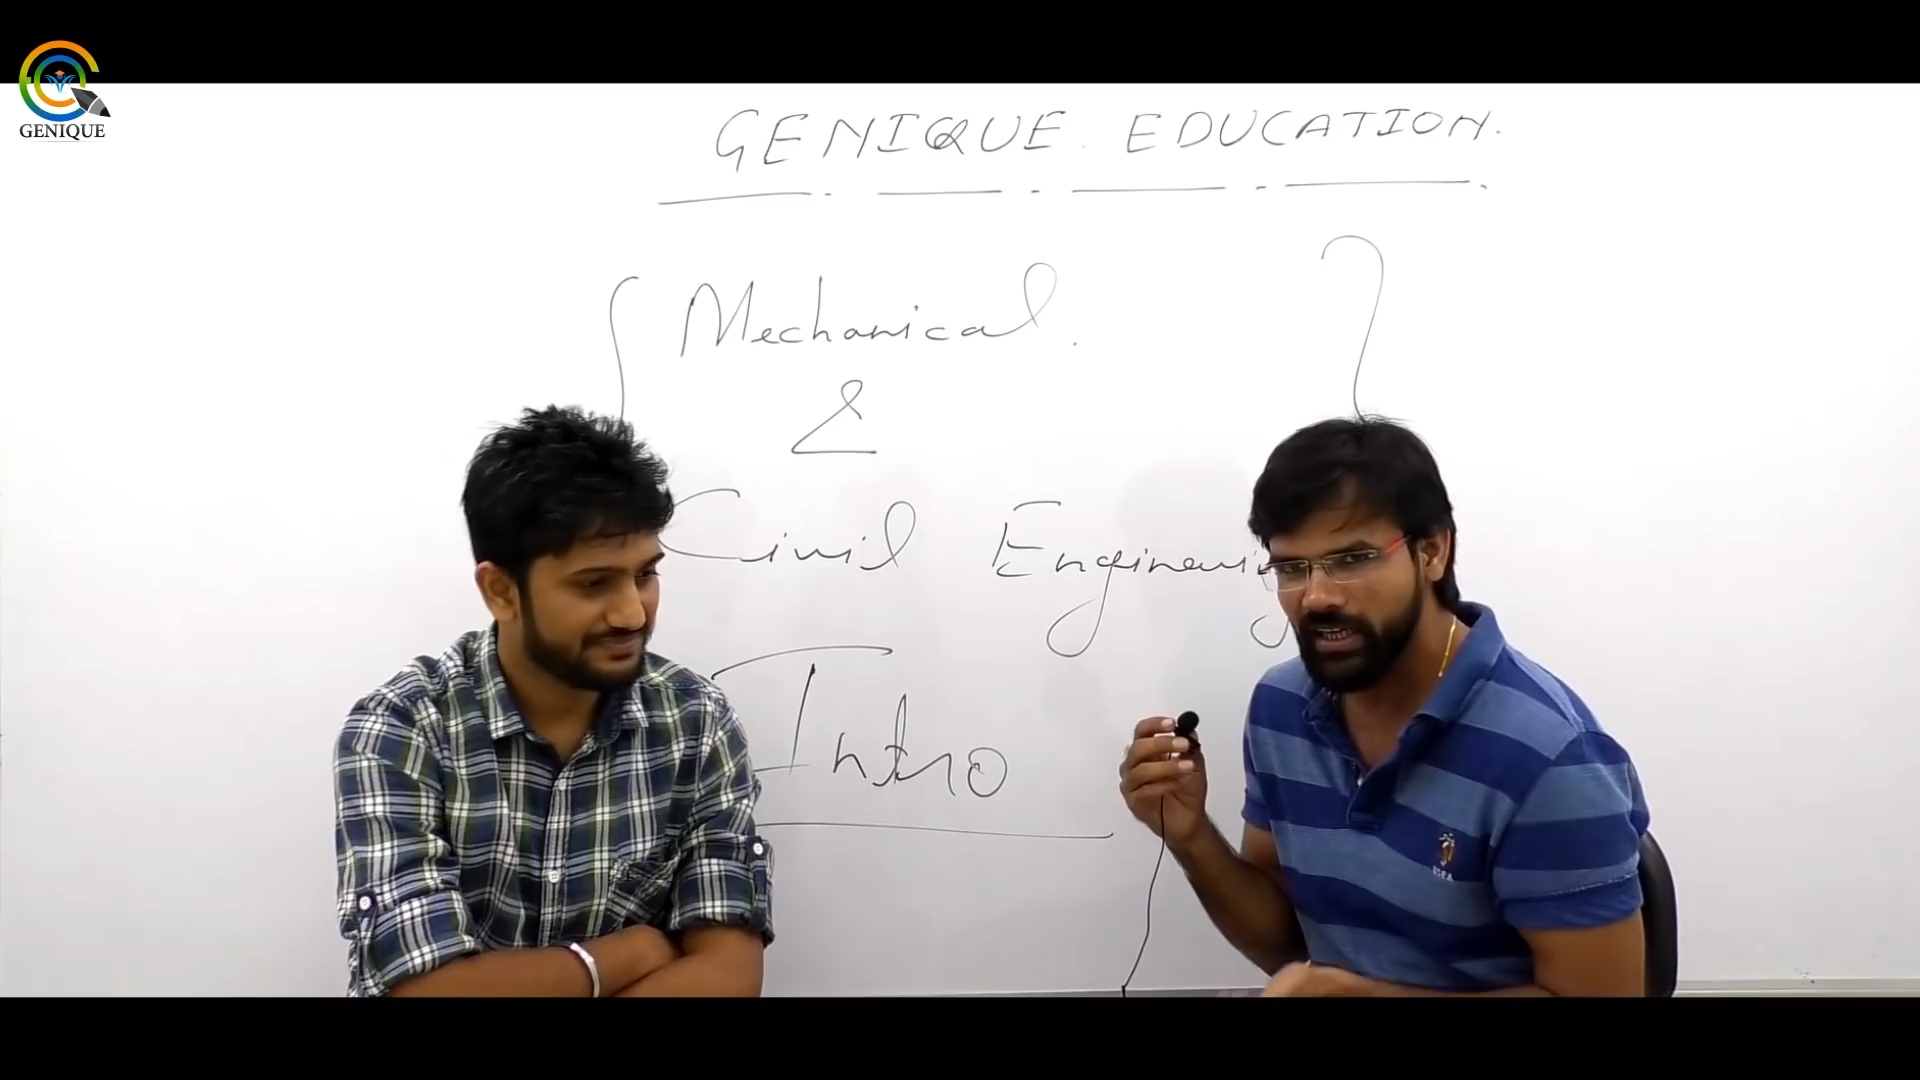 GENIQUE
GENIQUE EDUCATION.
Mechanical.
&
Civil Engineering
Intro